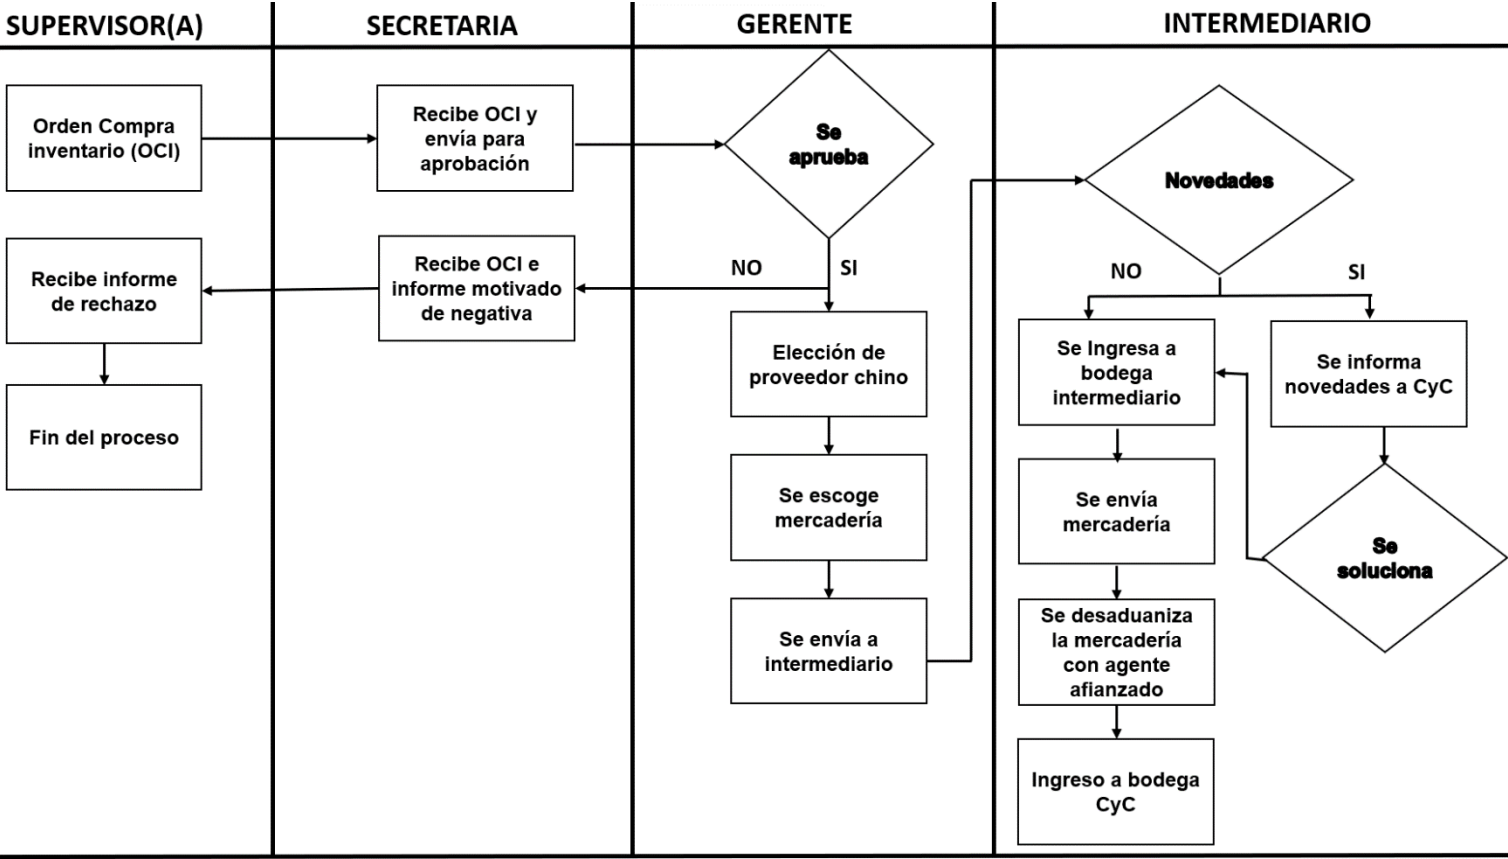 SUPERVISOR(A)
SECRETARIA
GERENTE
INTERMEDIARIO
Orden Compra
inventario (OCI)
Recibe OCI y
envía para
aprobación
Se
aprueba
Novedades
Recibe informe
de rechazo
Recibe OCI e
informe motivado
de negativa
NO
SI
NO
SI
Fin del proceso
Elección de
proveedor chino
Se escoge
mercadería
Se envía a
intermediario
Se Ingresa a
bodega
intermediario
Se informa
novedades a CyC
Se envía
mercadería
Se
soluciona
Se desaduaniza
la mercadería
con agente
afianzado
Ingreso a bodega
CyC